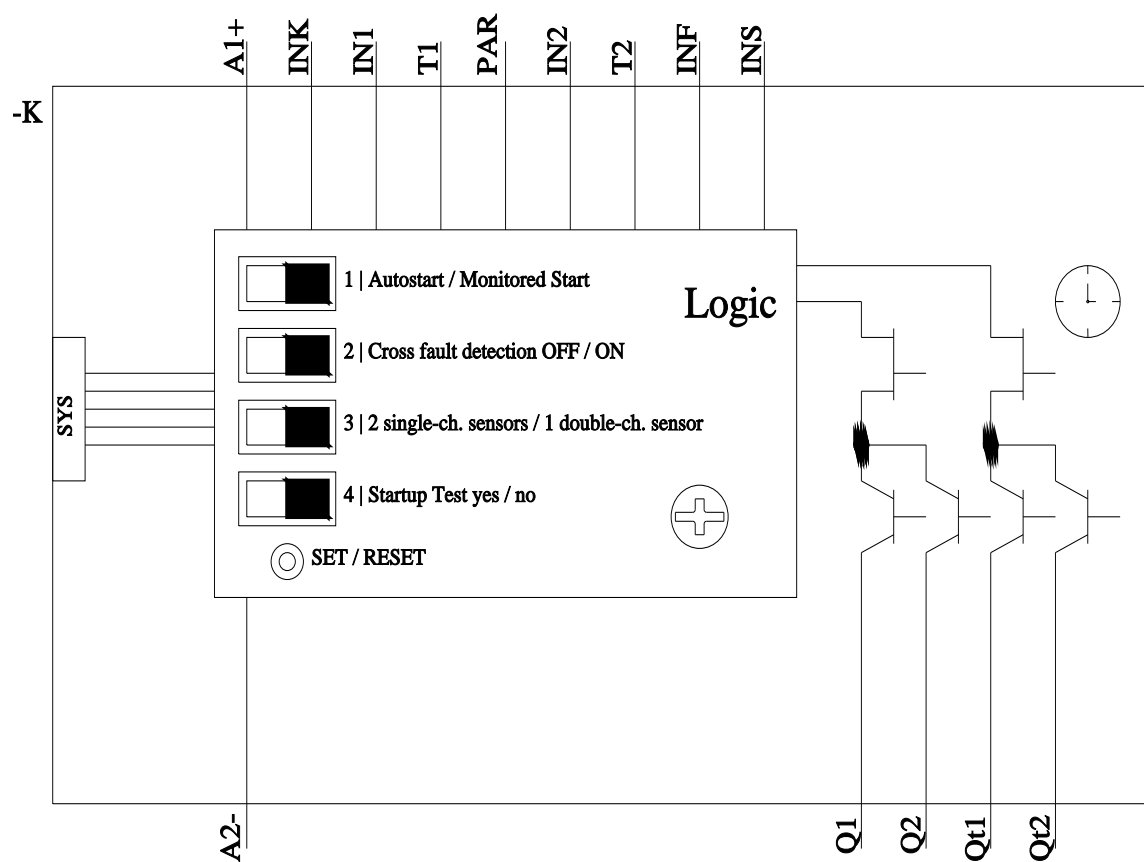 A1+
INK
IN1
T1
PAR
IN2
T2
INF
INS
-K
1 | Autostart / Monitored Start
Logic
2 | Cross fault detection OFF / ON
SYS
3 | 2 single-ch. sensors / 1 double-ch. sensor
4 | Startup Test yes / no
SET / RESET
A2-
Q1
Q2
Qt1
Qt2